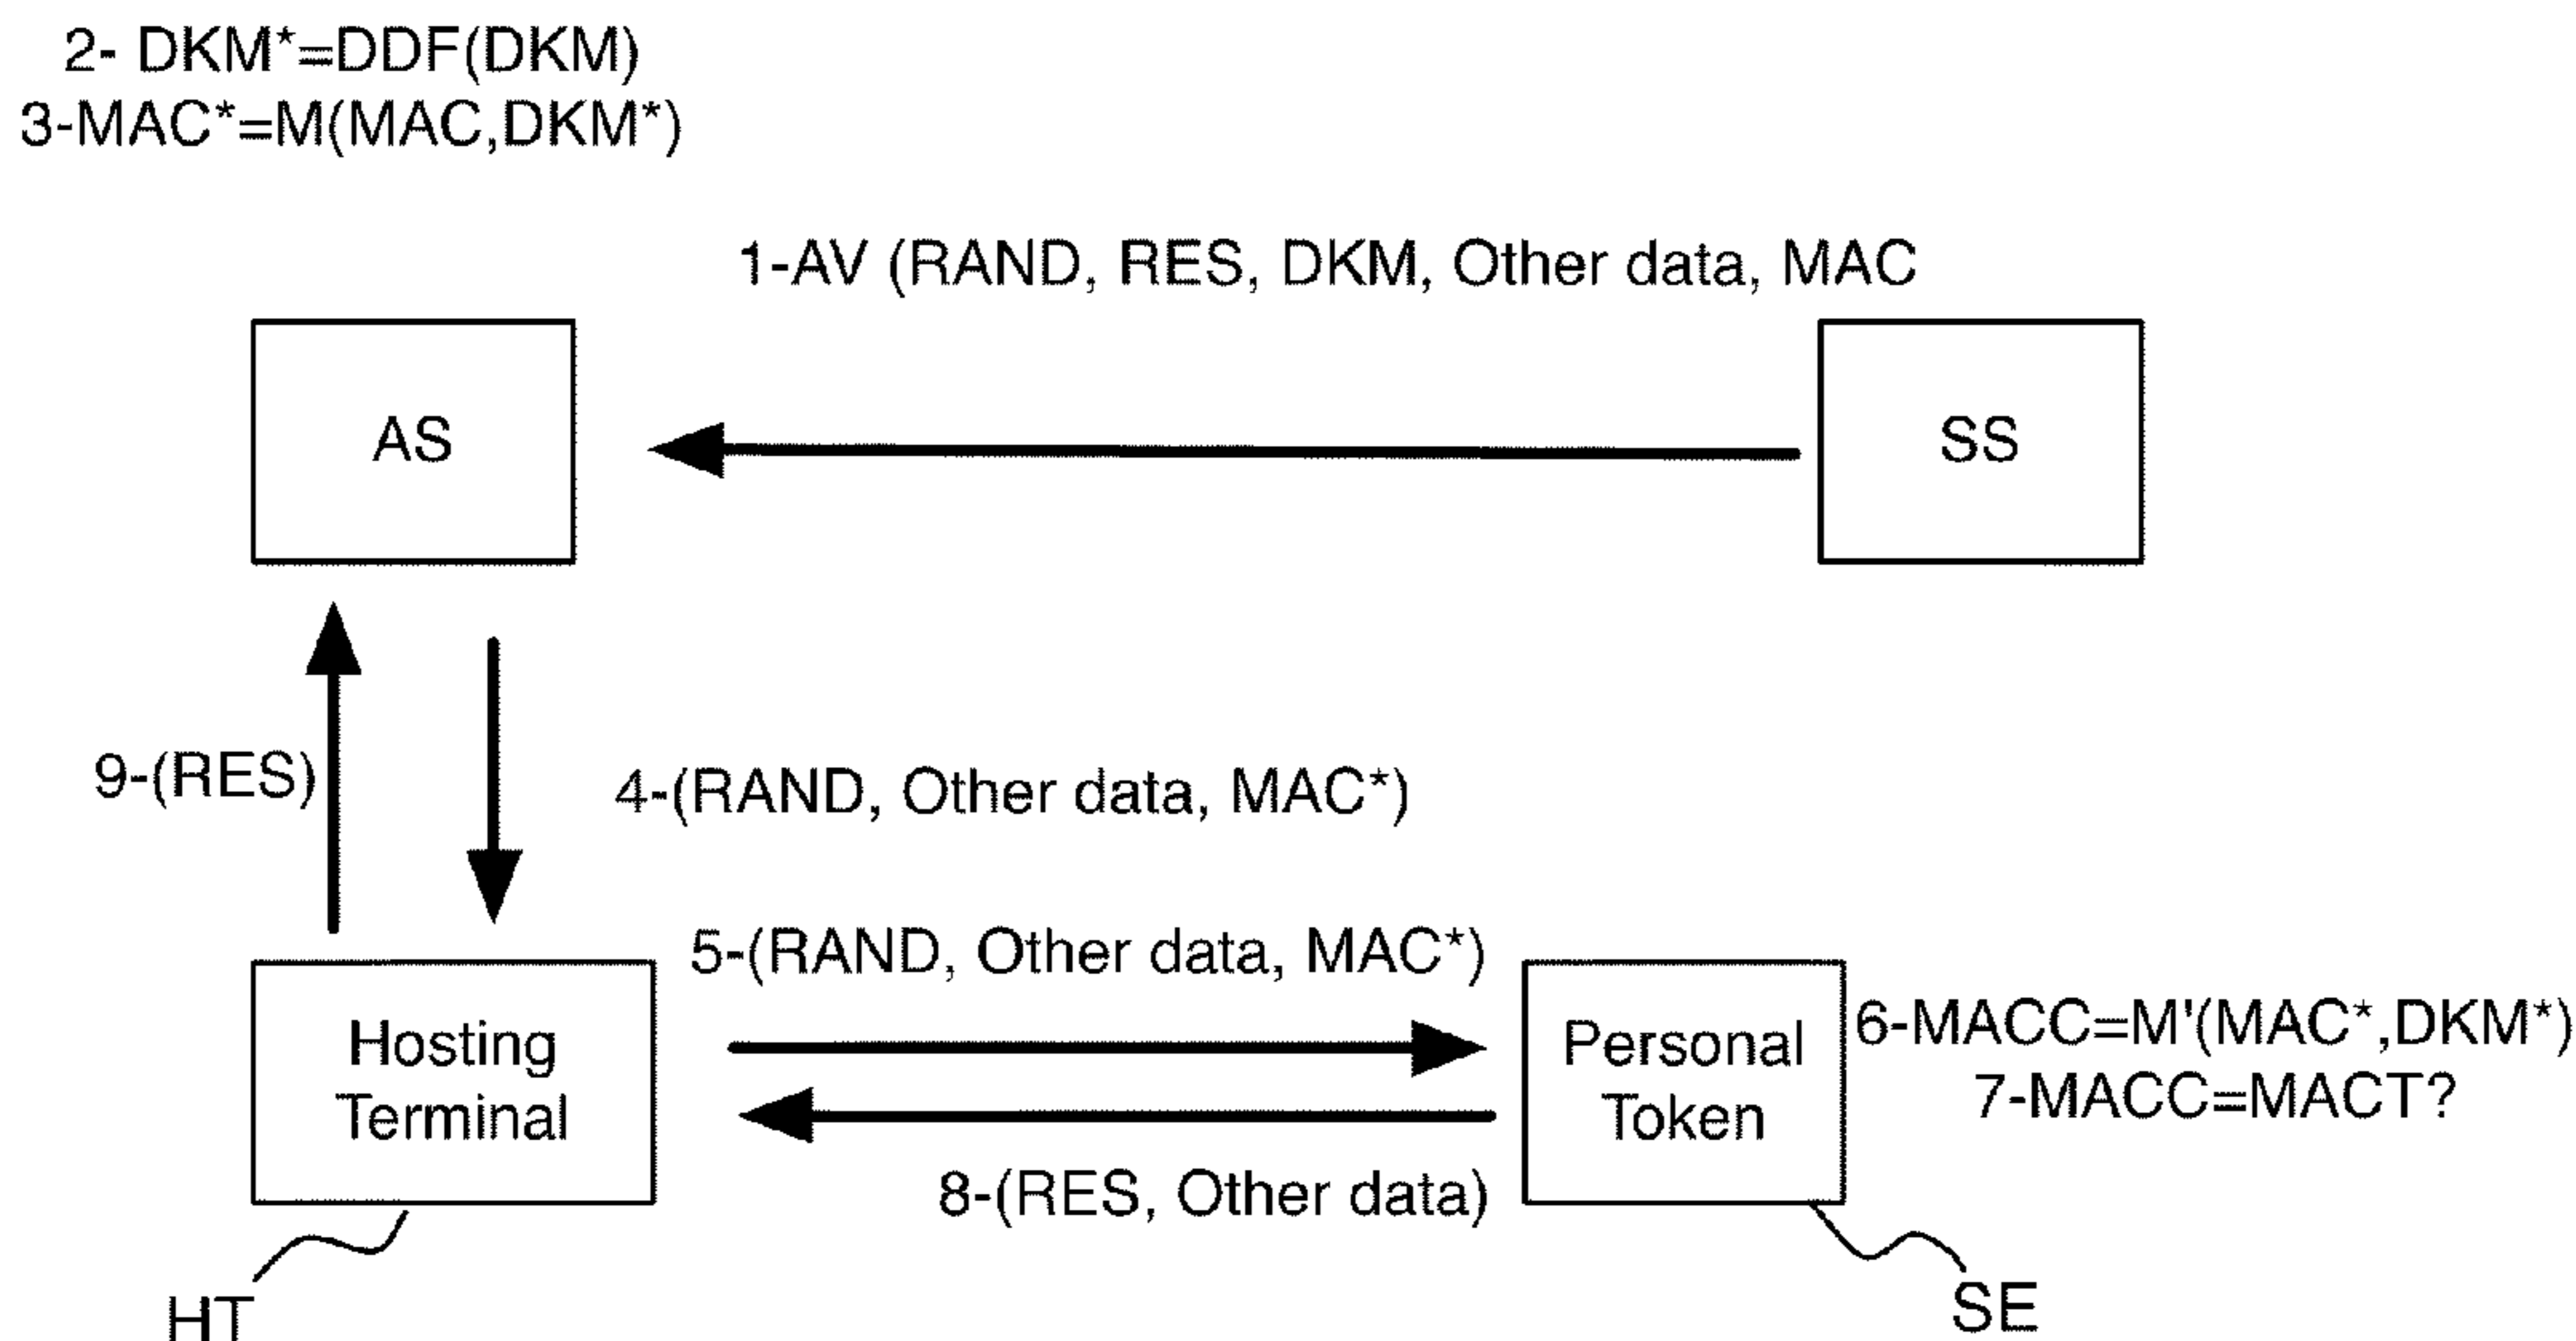 2- DKM*=DDF(DKM)
3-MAC*=M(MAC,DKM*)
1-AV (RAND, RES, DKM, Other data, MAC
AS
SS
9-(RES)
4-(RAND, Other data, MAC*)
5-(RAND, Other data, MAC*)
Hosting
Terminal
Personal
Token
6-MACC=M'(MAC*,DKM*)
7-MACC=MACT?
8-(RES, Other data)
HT
SE